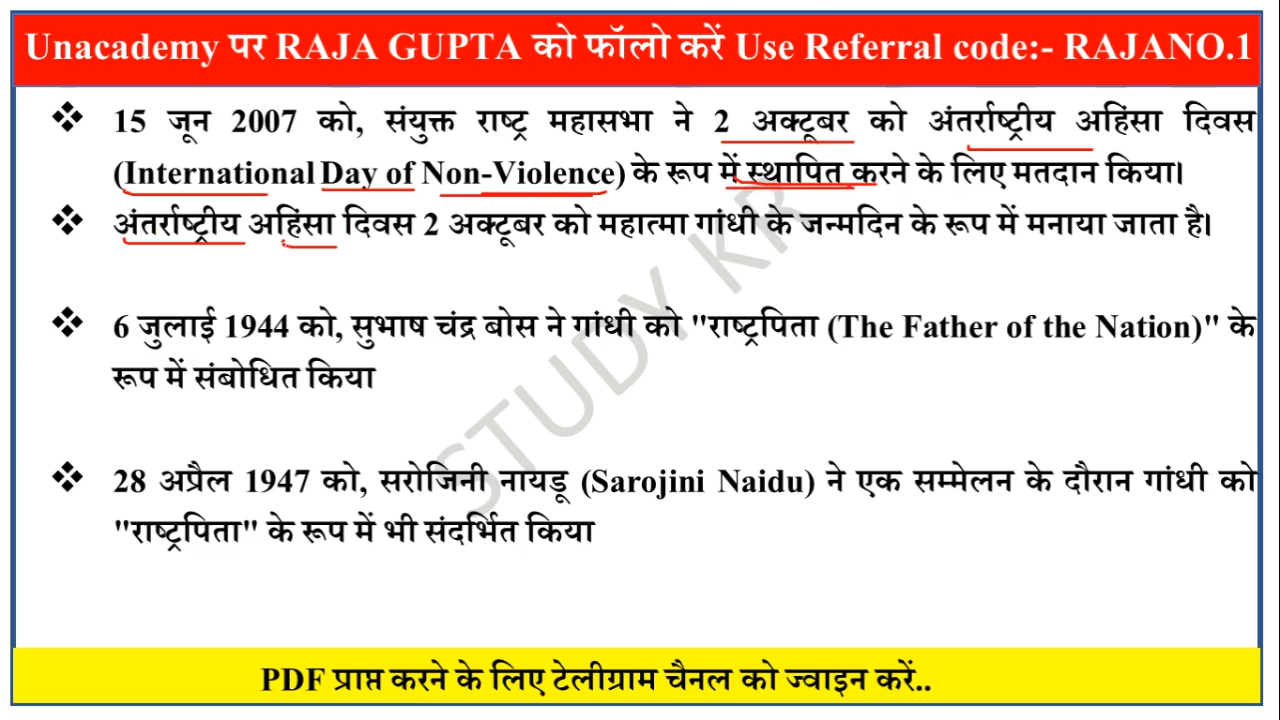 Unacademy पर RAJA GUPTA को फॉलो करें Use Referral code:- RAJANO.1
❖ 15 जून 2007 को, संयुक्त राष्ट्र महासभा ने 2 अक्टूबर को अंतर्राष्ट्रीय अहिंसा दिवस
(International Day of Non-Violence) के रूप में स्थापित करने के लिए मतदान किया।
❖ अंतर्राष्ट्रीय अहिंसा दिवस 2 अक्टूबर को महात्मा गांधी के जन्मदिन के रूप में मनाया जाता है।
❖ 6 जुलाई 1944 को, सुभाष चंद्र बोस ने गांधी को "राष्ट्रपिता (The Father of the Nation)" के
रूप में संबोधित किया
❖ 28 अप्रैल 1947 को, सरोजिनी नायडू (Sarojini Naidu) ने एक सम्मेलन के दौरान गांधी को
"राष्ट्रपिता" के रूप में भी संदर्भित किया
STUDY KR
PDF प्राप्त करने के लिए टेलीग्राम चैनल को ज्वाइन करें..